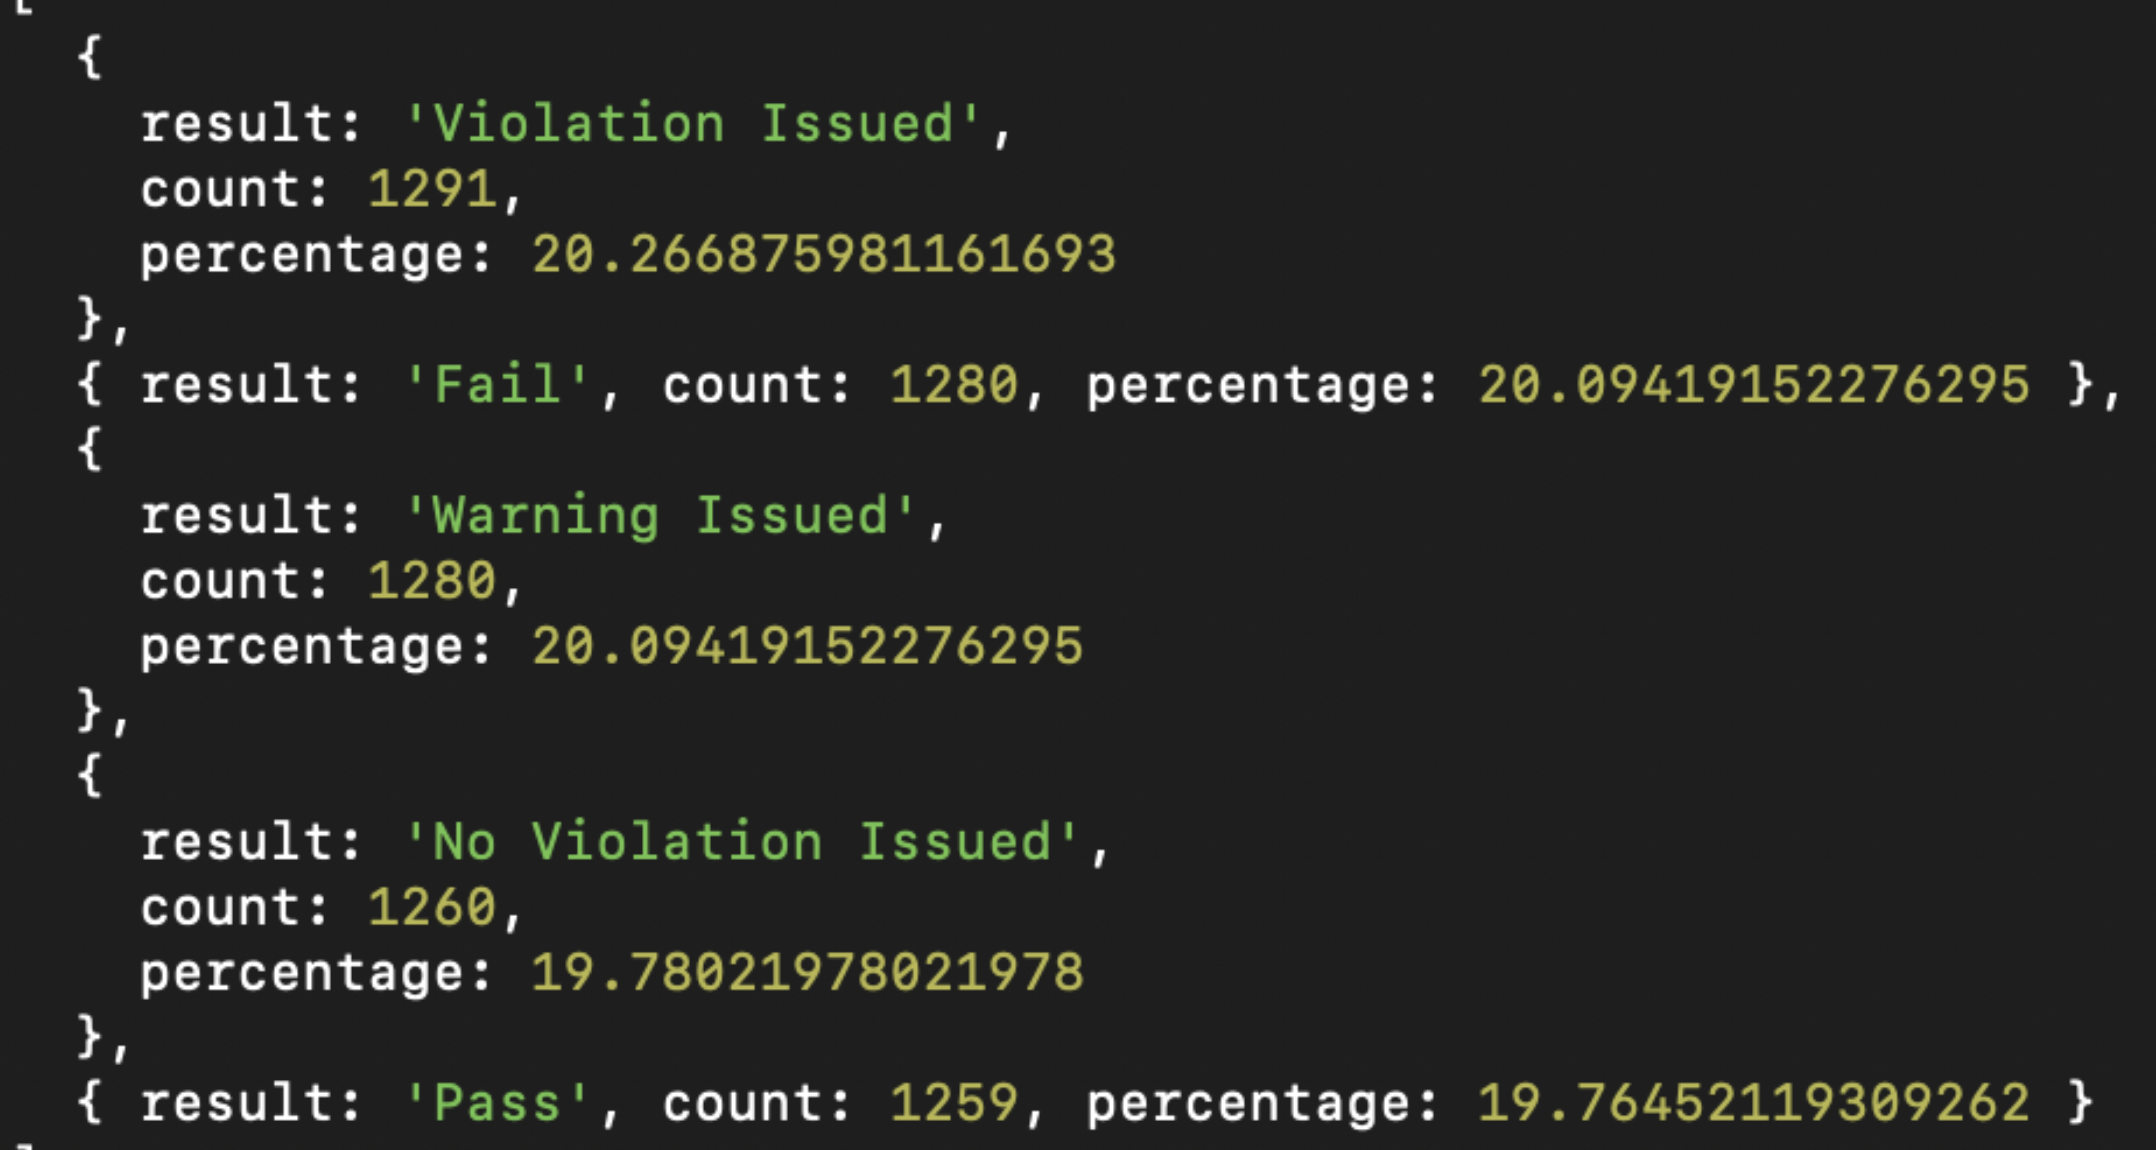 [
{
result: 'Violation Issued',
count: 1291,
percentage: 20.266875981161693
},
{ result: 'Fail', count: 1280, percentage: 20.09419152276295 },
{
result: 'Warning Issued',
count: 1280,
percentage: 20.09419152276295
},
{
result: 'No Violation Issued',
count: 1260,
percentage: 19.78021978021978
},
{ result: 'Pass', count: 1259, percentage: 19.76452119309262 }
]